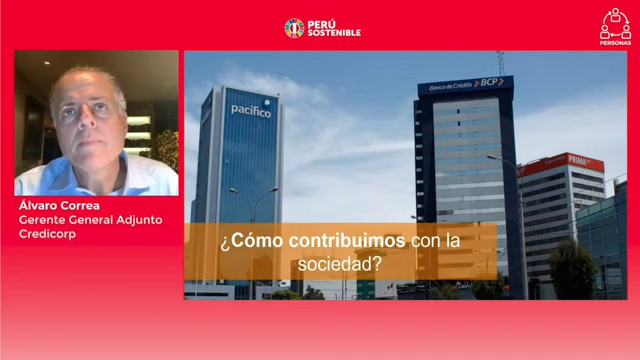 PERÚ
SOSTENIBLE
PERSONAS
pacífico
Banco de Crédito BCP
PRIMA
Álvaro Correa
Gerente General Adjunto
Credicorp
¿Cómo contribuimos con la
sociedad?